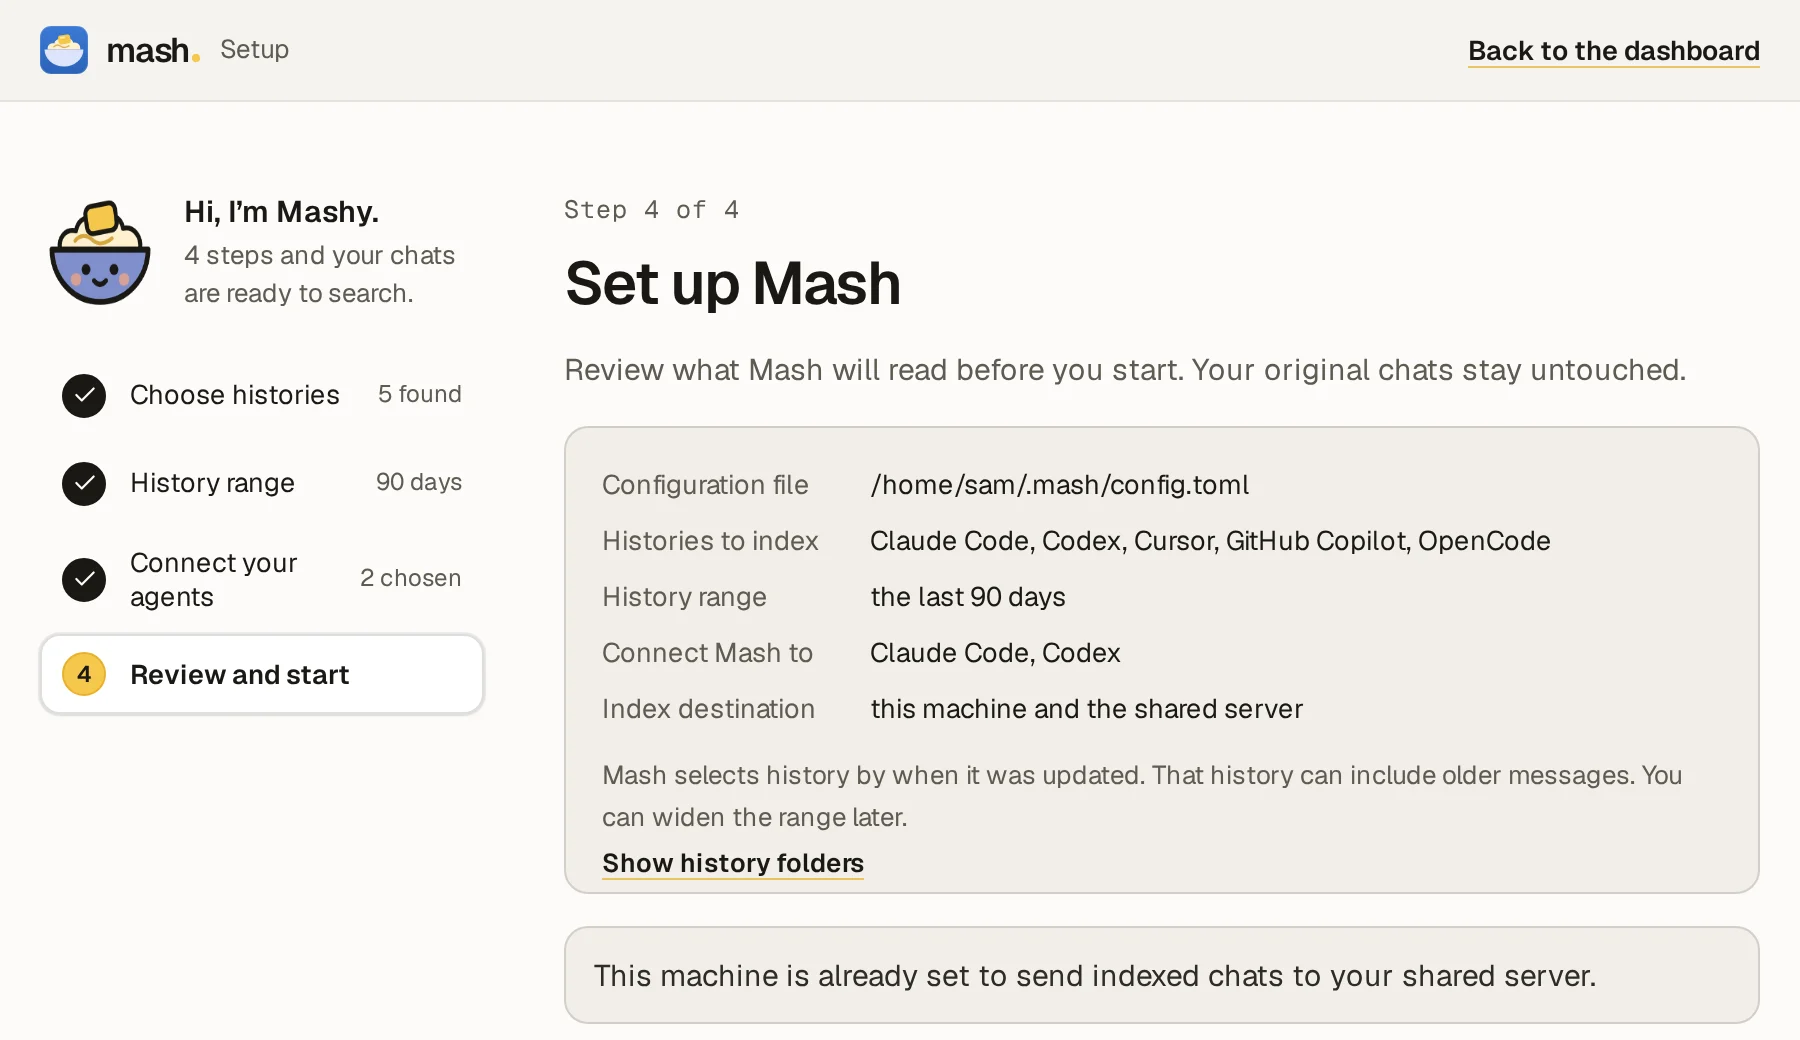 mash. Setup
Back to the dashboard
Hi, I'm Mashy.
4 steps and your chats
are ready to search.
Choose histories 5 found
History range 90 days
Connect your
agents
2 chosen
4 Review and start
Step 4 of 4
Set up Mash
Review what Mash will read before you start. Your original chats stay untouched.
Configuration file /home/sam/.mash/config.toml
Histories to index Claude Code, Codex, Cursor, GitHub Copilot, OpenCode
History range the last 90 days
Connect Mash to Claude Code, Codex
Index destination this machine and the shared server
Mash selects history by when it was updated. That history can include older messages. You
can widen the range later.
Show history folders
This machine is already set to send indexed chats to your shared server.